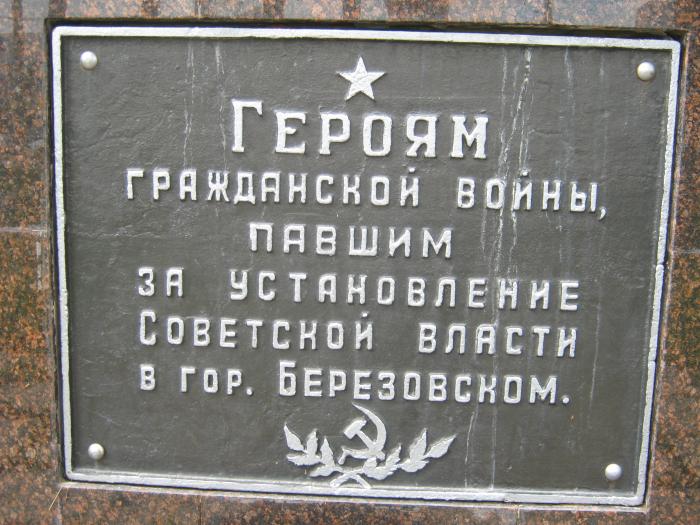 Героям
гражданской войны,
павшим
за установление
Советской власти
в гор. Березовском.